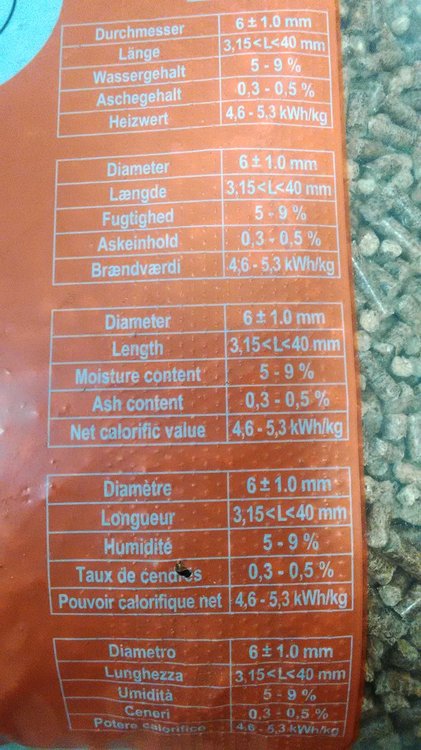 Durchmesser 6 ± 1.0 mm
Länge 3,15<L<40 mm
Wassergehalt 5 - 9 %
Aschegehalt 0,3 - 0,5 %
Heizwert 4,6 - 5,3 kWh/kg
Diameter 6 ± 1.0 mm
Længde 3,15<L<40 mm
Fugtighed 5 - 9 %
Askeinhold 0,3 - 0,5 %
Brændværdi 4,6 - 5,3 kWh/kg
Diameter 6 ± 1.0 mm
Length 3,15<L<40 mm
Moisture content 5 - 9 %
Ash content 0,3 - 0,5 %
Net calorific value 4,6 - 5,3 kWh/kg
Diamètre 6 ± 1.0 mm
Longueur 3,15<L<40 mm
Humidité 5 - 9 %
Taux de cendres 0,3 - 0,5 %
Pouvoir calorifique net 4,6 - 5,3 kWh/kg
Diametro 6 ± 1.0 mm
Lunghezza 3,15<L<40 mm
Umidità 5 - 9 %
Ceneri 0,3 - 0,5 %
Potere calorifico 4,6 - 5,3 kWh/kg